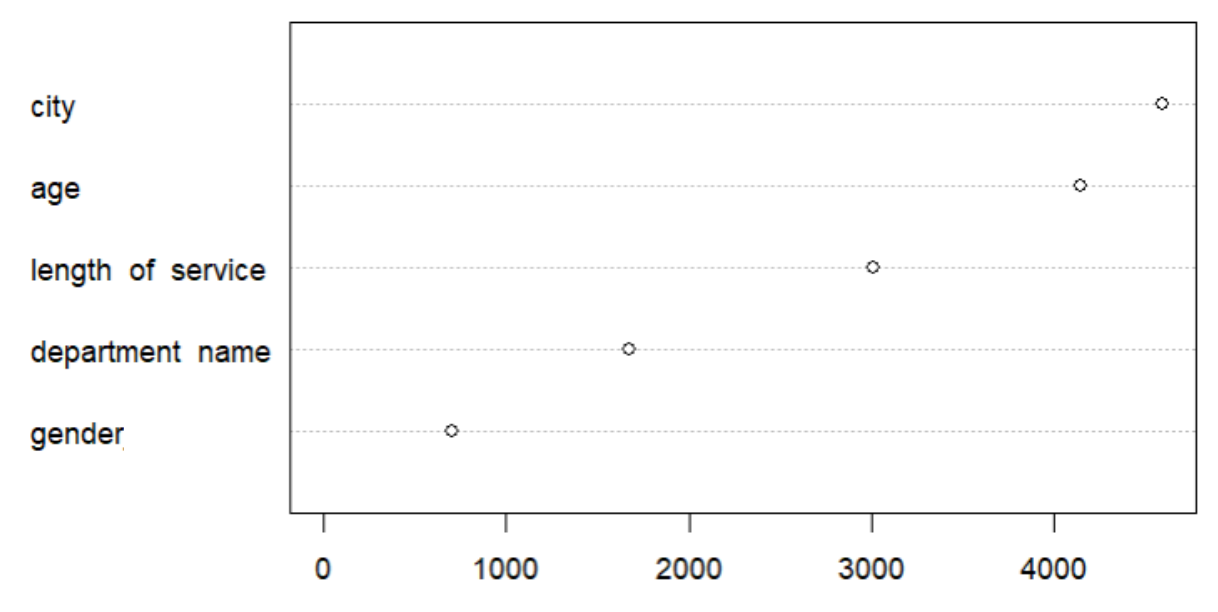 city
age
length of service
department name
gender
0 1000 2000 3000 4000